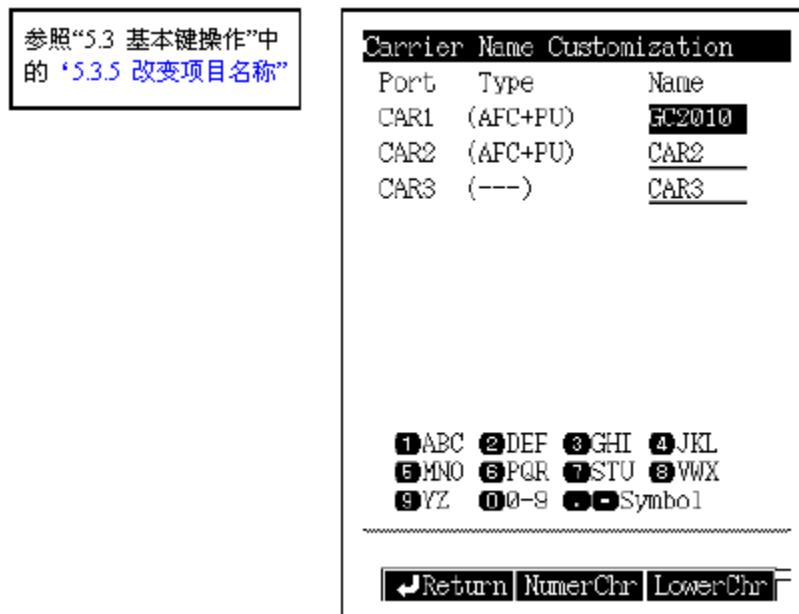 参照“5.3 基本键操作”中
的‘5.3.5 改变项目名称”
Carrier Name Customization
Port Type Name
CAR1 (AFC+PU) GC2010
CAR2 (AFC+PU) CAR2
CAR3 (---) CAR3
1ABC 2DEF 3GHI 4JKL
5MNO 6PQR 7STU 8VWX
9YZ 00-9 .-Symbol
Return NumerChr LowerChr